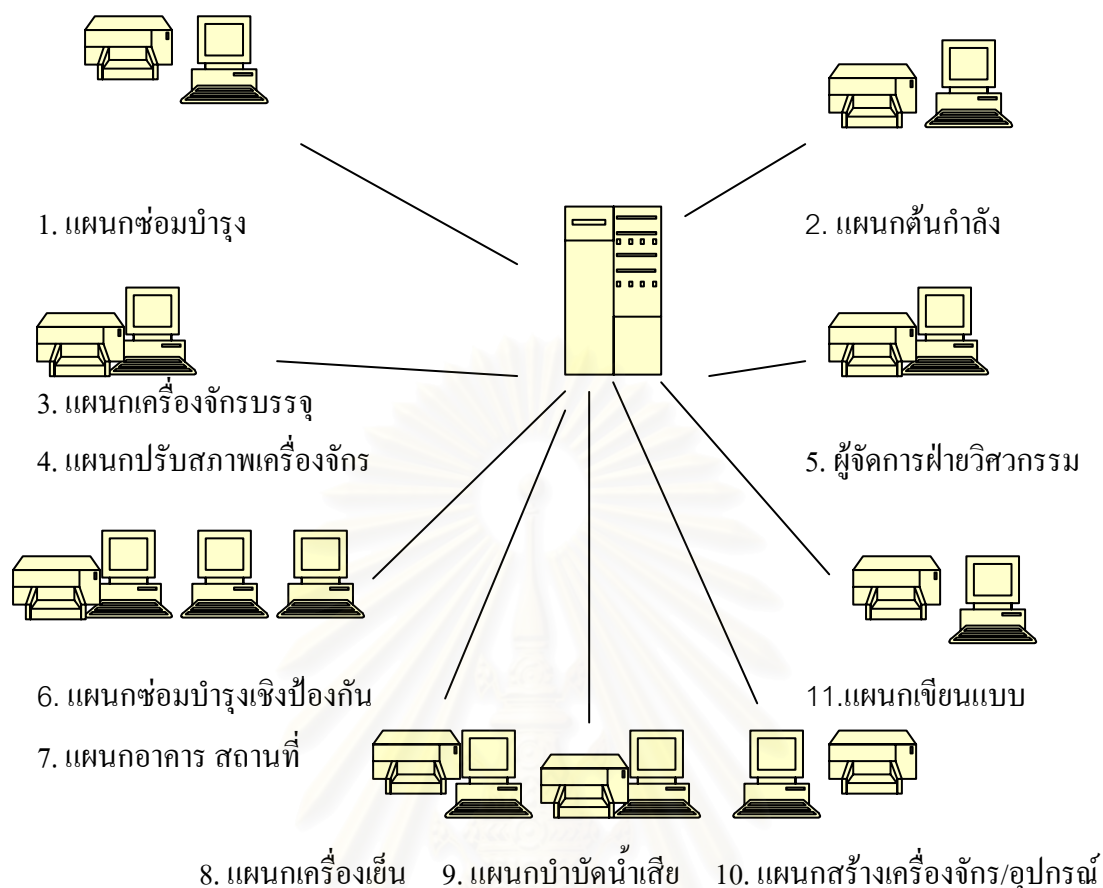 1. แผนกซ่อมบำรุง
2. แผนกต้นกำลัง
3. แผนกเครื่องจักรบรรจุ
4. แผนกปรับสภาพเครื่องจักร
5. ผู้จัดการฝ่ายวิศวกรรม
6. แผนกซ่อมบำรุงเชิงป้องกัน
7. แผนกอาคาร สถานที่
11.แผนกเขียนแบบ
8. แผนกเครื่องเย็น
9. แผนกบำบัดน้ำเสีย
10. แผนกสร้างเครื่องจักร/อุปกรณ์